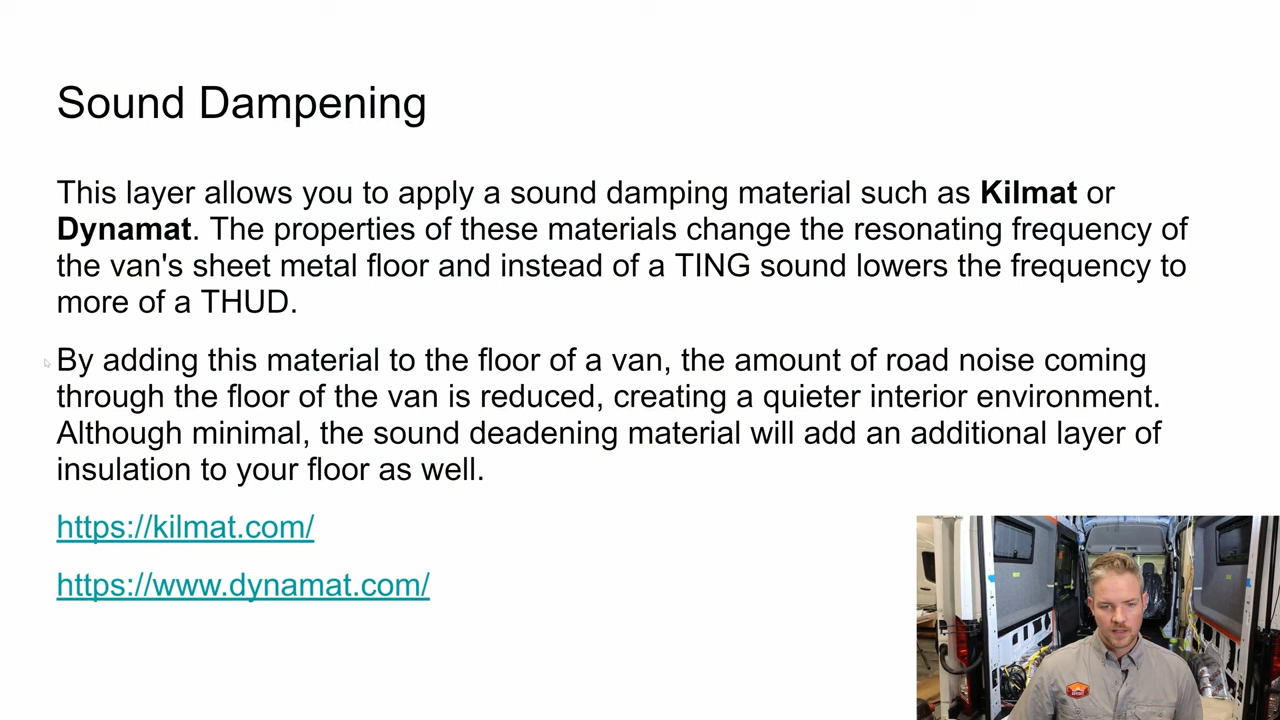 Sound Dampening
This layer allows you to apply a sound damping material such as Kilmat or
Dynamat. The properties of these materials change the resonating frequency of
the van's sheet metal floor and instead of a TING sound lowers the frequency to
more of a THUD.
By adding this material to the floor of a van, the amount of road noise coming
through the floor of the van is reduced, creating a quieter interior environment.
Although minimal, the sound deadening material will add an additional layer of
insulation to your floor as well.
https://kilmat.com/
https://www.dynamat.com/